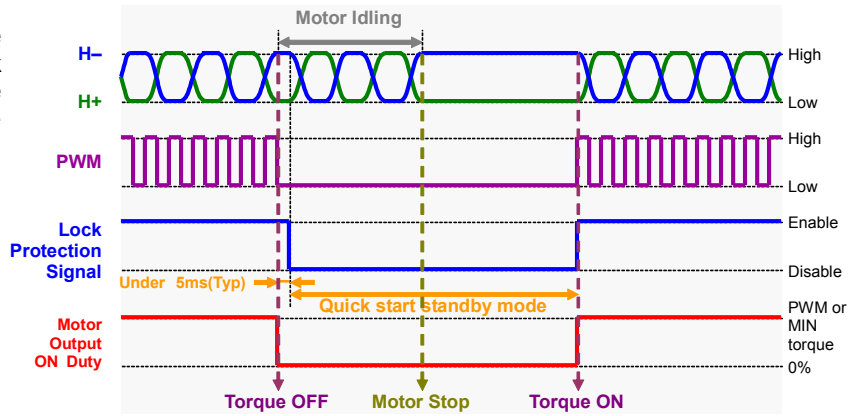 Motor Idling
H–
High
H+
Low
PWM
High
Low
Lock
Protection
Signal
Enable
Disable
Under 5ms(Typ)
Quick start standby mode
Motor
Output
ON Duty
PWM or
MIN
torque
0%
Torque OFF
Motor Stop
Torque ON